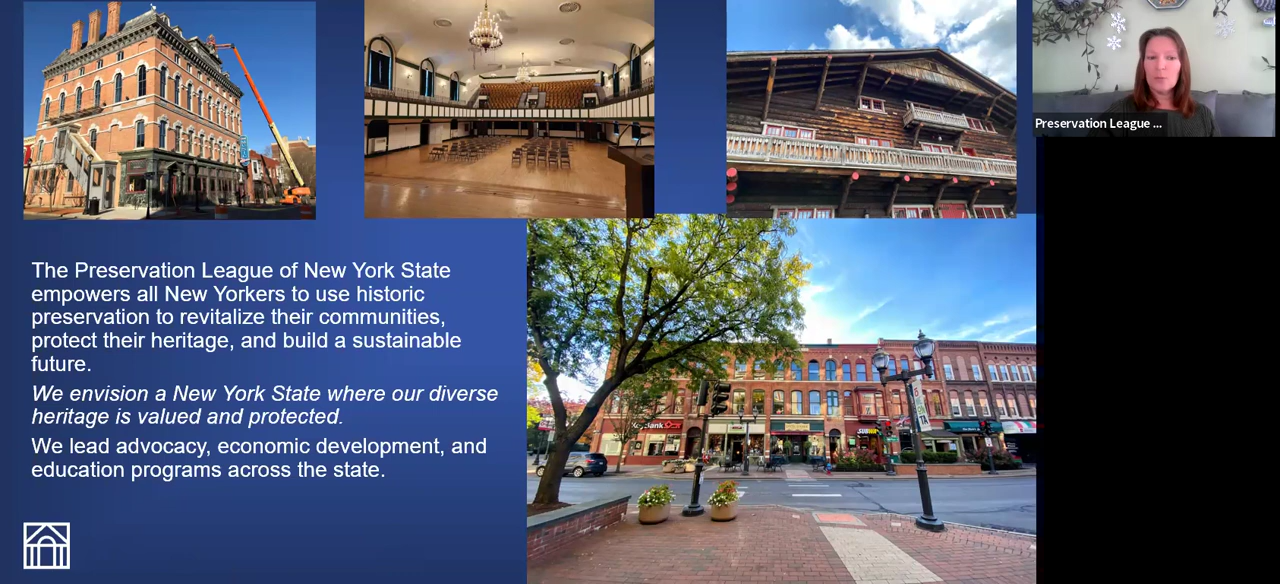 Preservation League ...
The Preservation League of New York State
empowers all New Yorkers to use historic
preservation to revitalize their communities,
protect their heritage, and build a sustainable
future.
We envision a New York State where our diverse
heritage is valued and protected.
We lead advocacy, economic development, and
education programs across the state.
KeyBank
SUBWAY